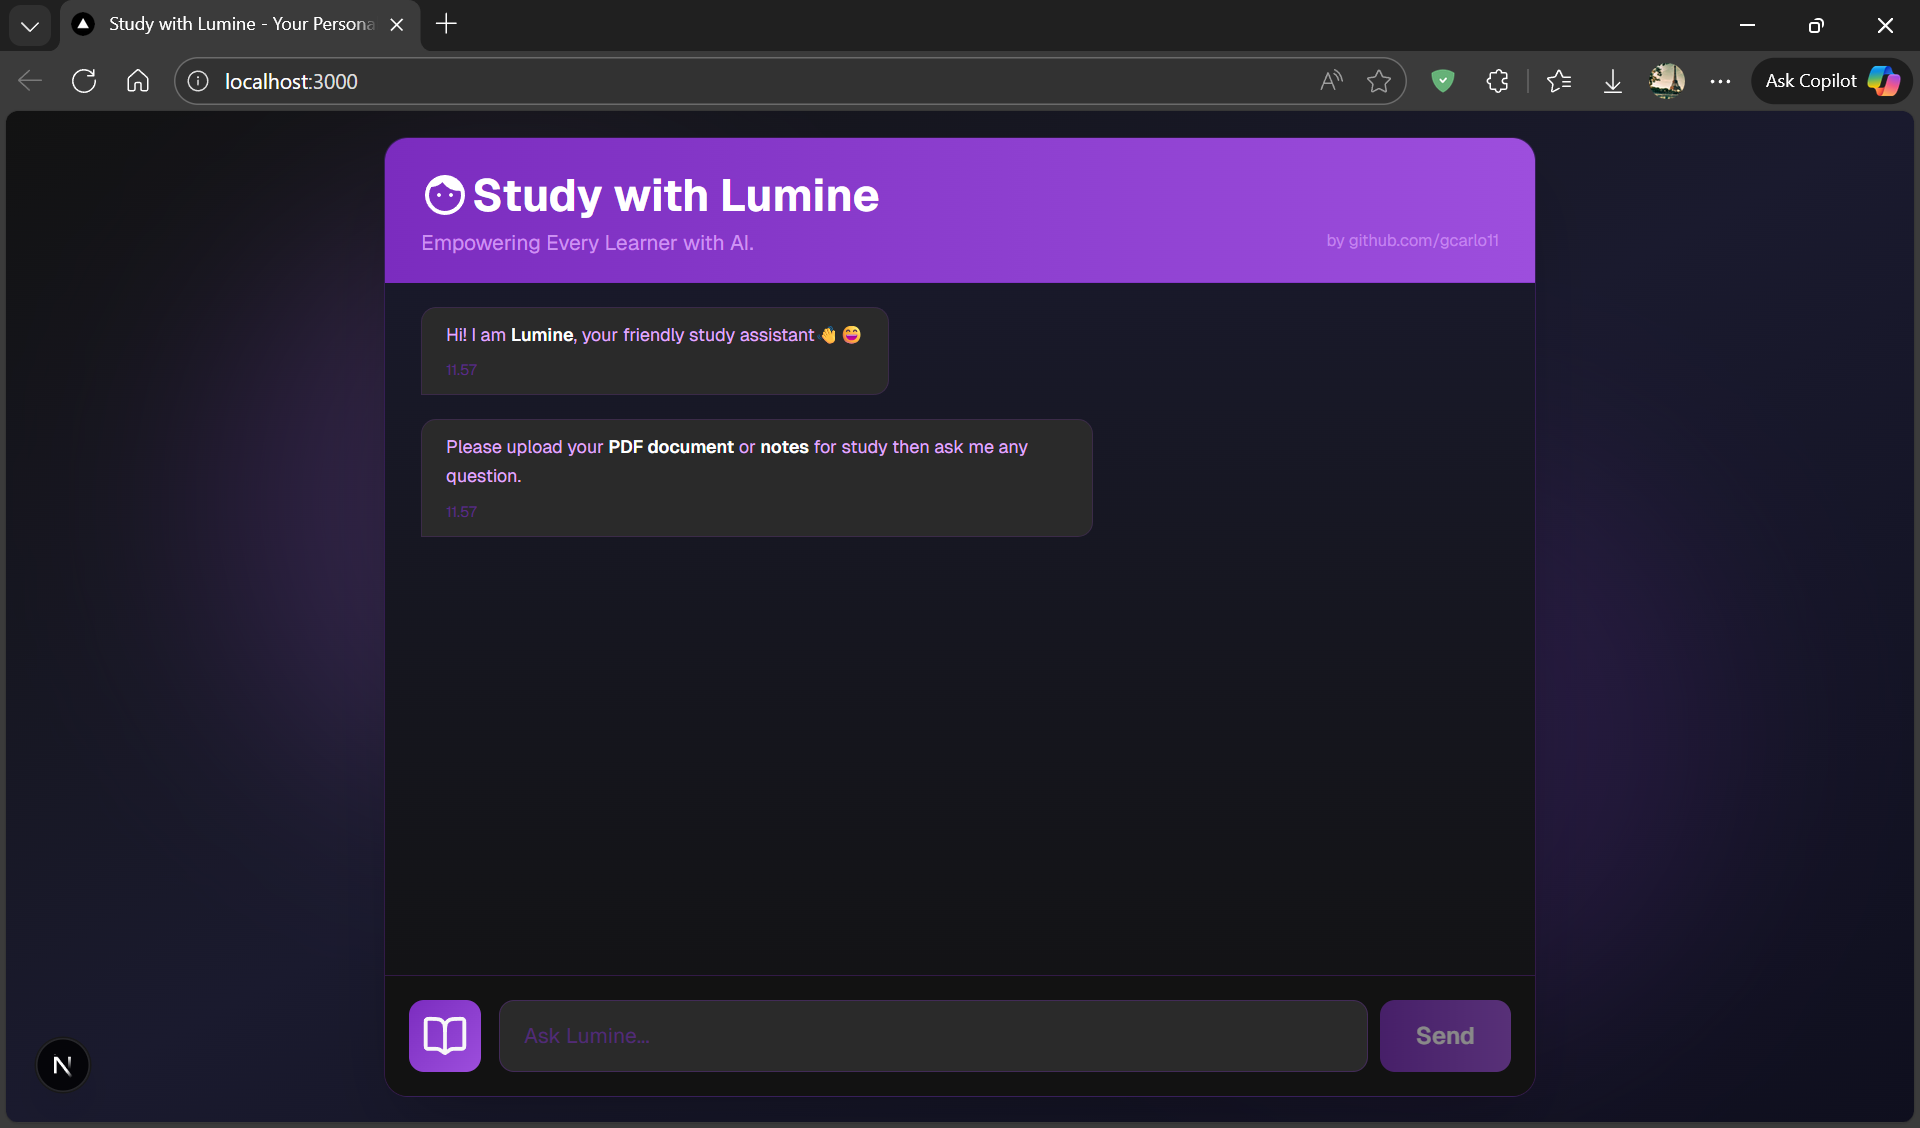 Study with Lumine - Your Persona
localhost:3000
Ask Copilot
Study with Lumine
Empowering Every Learner with AI.
by github.com/gcarlo11
Hi! I am Lumine, your friendly study assistant 👋 😄
11.57
Please upload your PDF document or notes for study then ask me any
question.
11.57
Ask Lumine...
Send
N